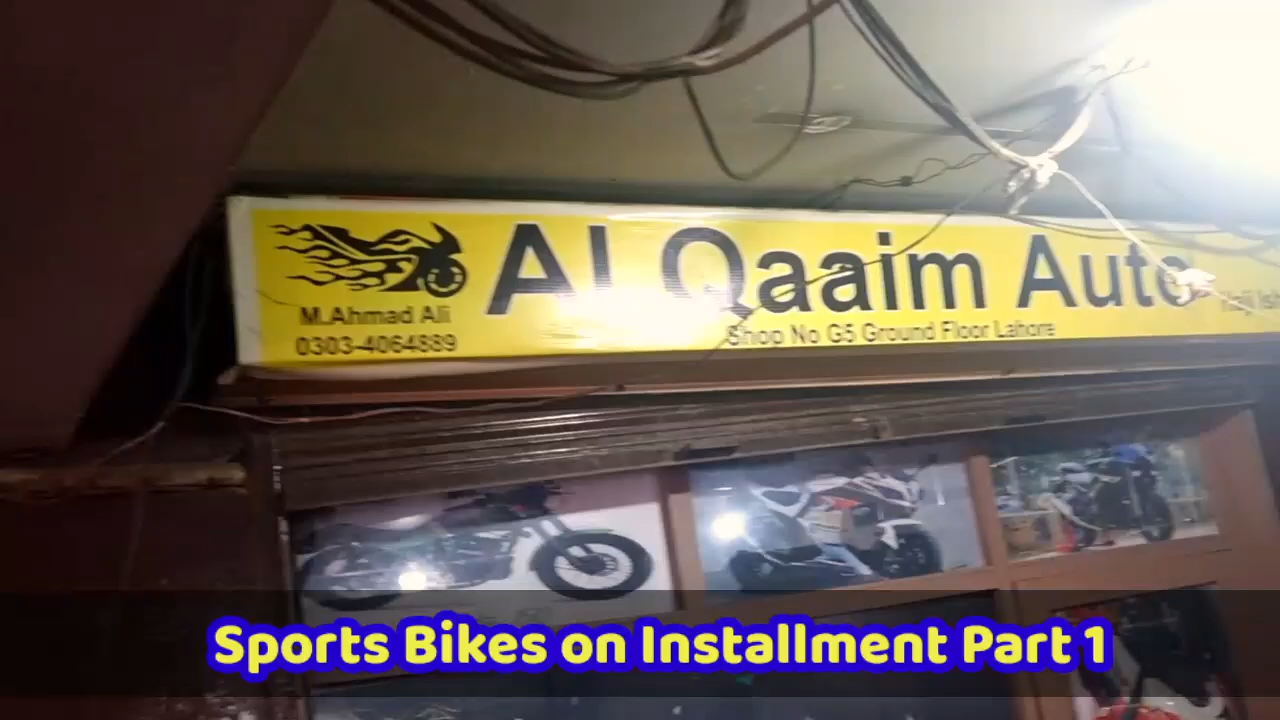 Al Qaaim Auto
M.Ahmad Ali
0303-4064889
Shop No G5 Ground Floor Lahore
Sports Bikes on Installment Part 1